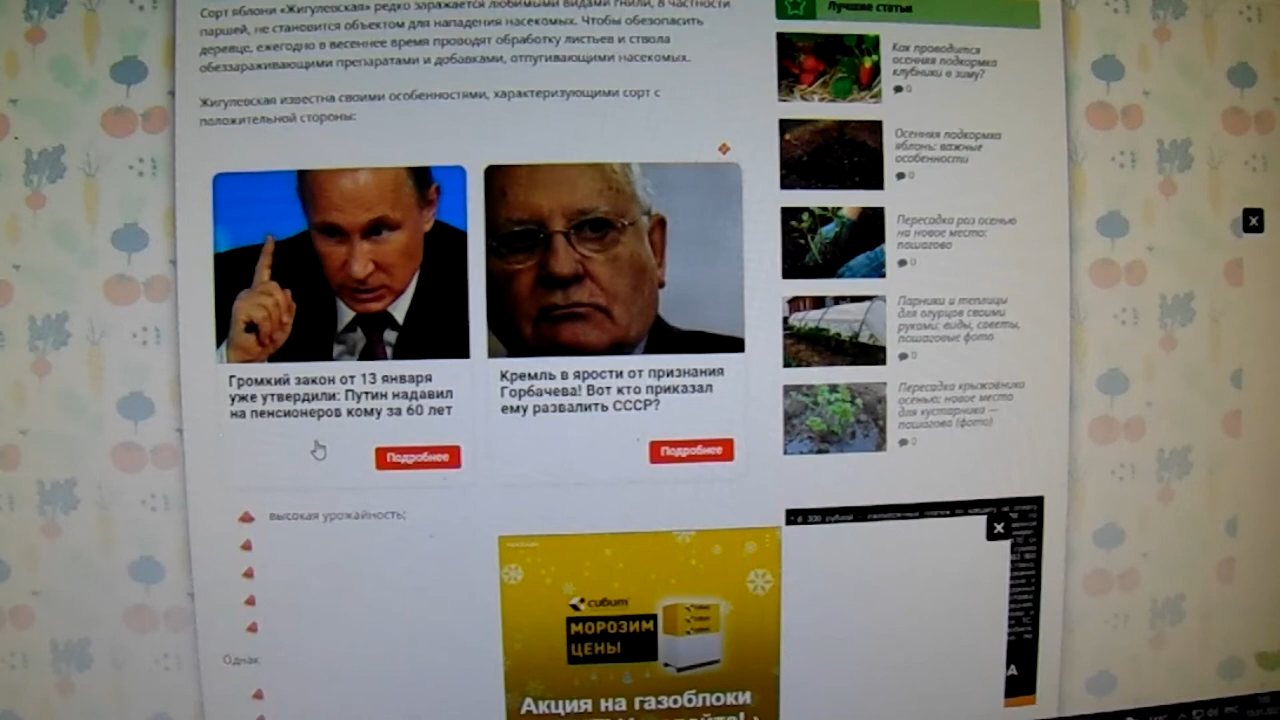 Сорт яблони «Жигулевская» редко заражается любимыми видами гнили, в частности
паршей, не становится объектом для нападения насекомых. Чтобы обезопасить
деревце, ежегодно в весеннее время проводят обработку листьев и ствола
обеззараживающими препаратами и добавками, отпугивающими насекомых.
Жигулевская известна своими особенностями, характеризующими сорт с
положительной стороны:
Громкий закон от 13 января
уже утвердили: Путин надавил
на пенсионеров кому за 60 лет
Подробнее
Кремль в ярости от признания
Горбачева! Вот кто приказал
ему развалить СССР?
Подробнее
высокая урожайность;
Однак
сибит
МОРОЗИМ
ЦЕНЫ
Акция на газоблоки
Лучшие статьи
Как проводится
осенняя подкормка
клубники в зиму?
0
Осенняя подкормка
яблонь: важные
особенности
0
Пересадка роз осенью
на новое место:
пошагово
0
Парники и теплицы
для огурцов своими
руками: виды, советы,
пошаговые фото
0
Пересадка крыжовника
осенью: новое место
для кустарника —
пошагово (фото)
0